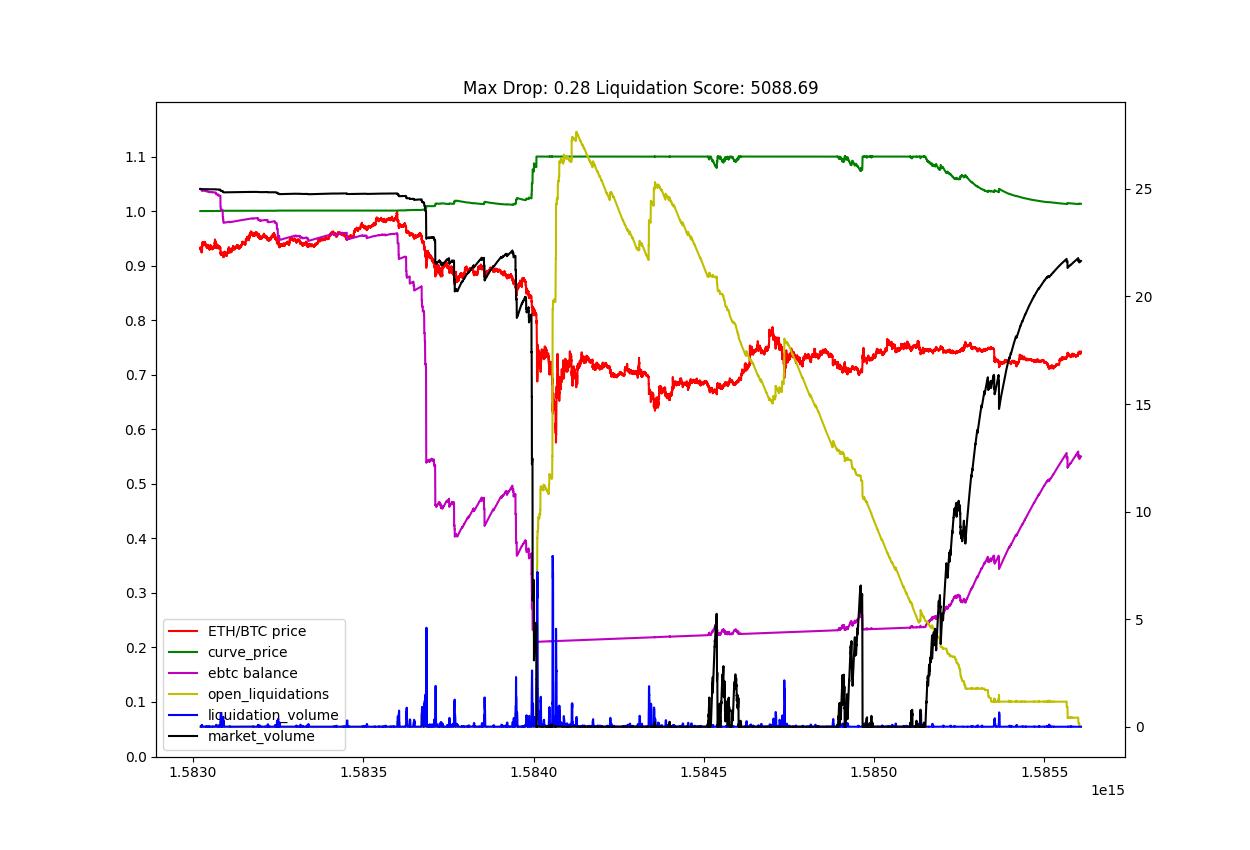 Max Drop: 0.28 Liquidation Score: 5088.69
1.1
1.0
0.9
0.8
0.7
0.6
0.5
0.4
0.3
0.2
0.1
0.0
25
20
15
10
5
0
ETH/BTC price
curve_price
ebtc balance
open_liquidations
liquidation_volume
market_volume
1.5830 1.5835 1.5840 1.5845 1.5850 1.5855
1e15